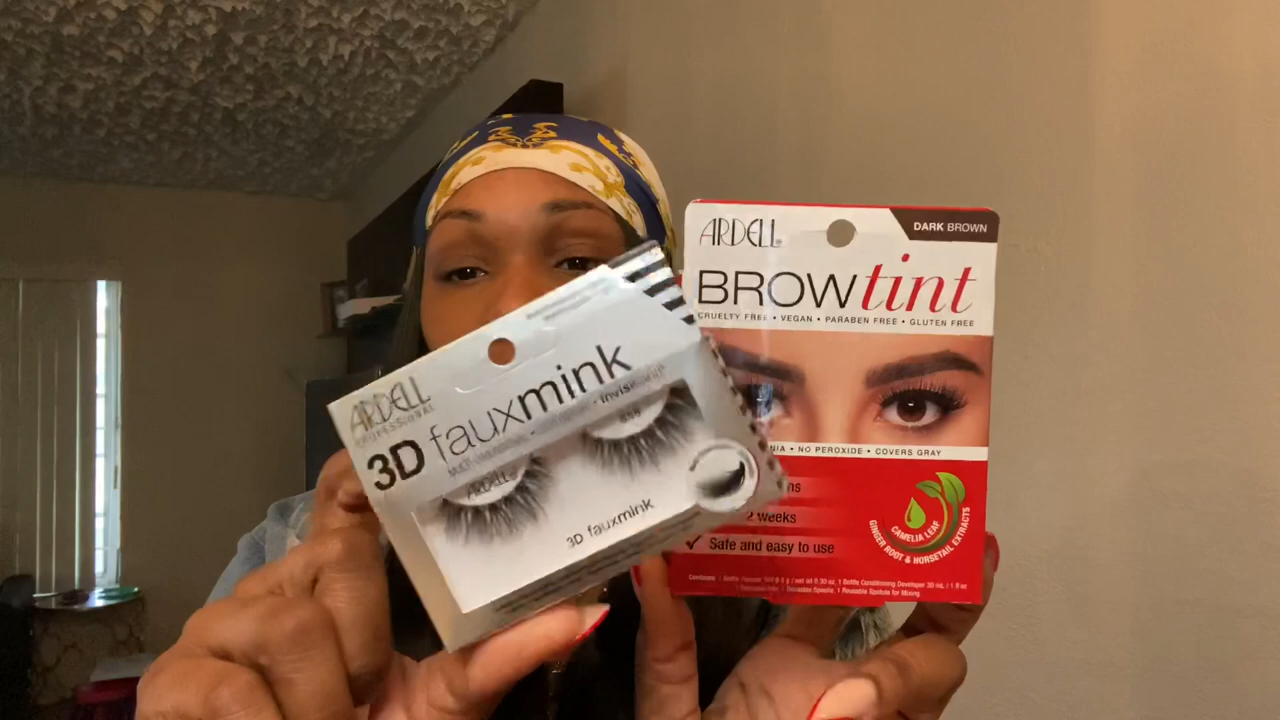 ARDELL
PROFESSIONAL
3D fauxmink
ARDELL
3D fauxmink
ARDELL
DARK BROWN
BROWtint
CRUELTY FREE • VEGAN • PARABEN FREE • GLUTEN FREE
NIA • NO PEROXIDE • COVERS GRAY
ns
2 weeks
✓ Safe and easy to use
CAMELIA LEAF
GINGER ROOT & HORSETAIL EXTRACTS